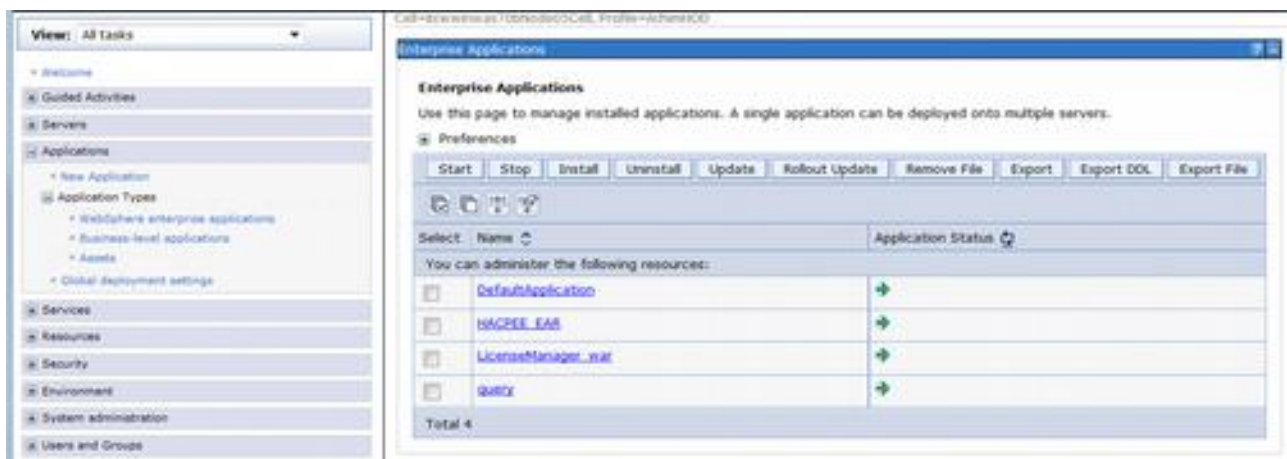 View: All tasks
Welcome
Guided Activities
Servers
Applications
New Application
Application Types
WebSphere enterprise applications
Business-level applications
Assets
Global deployment settings
Services
Resources
Security
Environment
System administration
Users and Groups
Enterprise Applications
Enterprise Applications
Use this page to manage installed applications. A single application can be deployed onto multiple servers.
Preferences
Start Stop Install Uninstall Update Rollout Update Remove File Export Export DDL Export File
Select Name Application Status
You can administer the following resources:
DefaultApplication
HACPEE_EAR
LicenseManager_war
query
Total 4